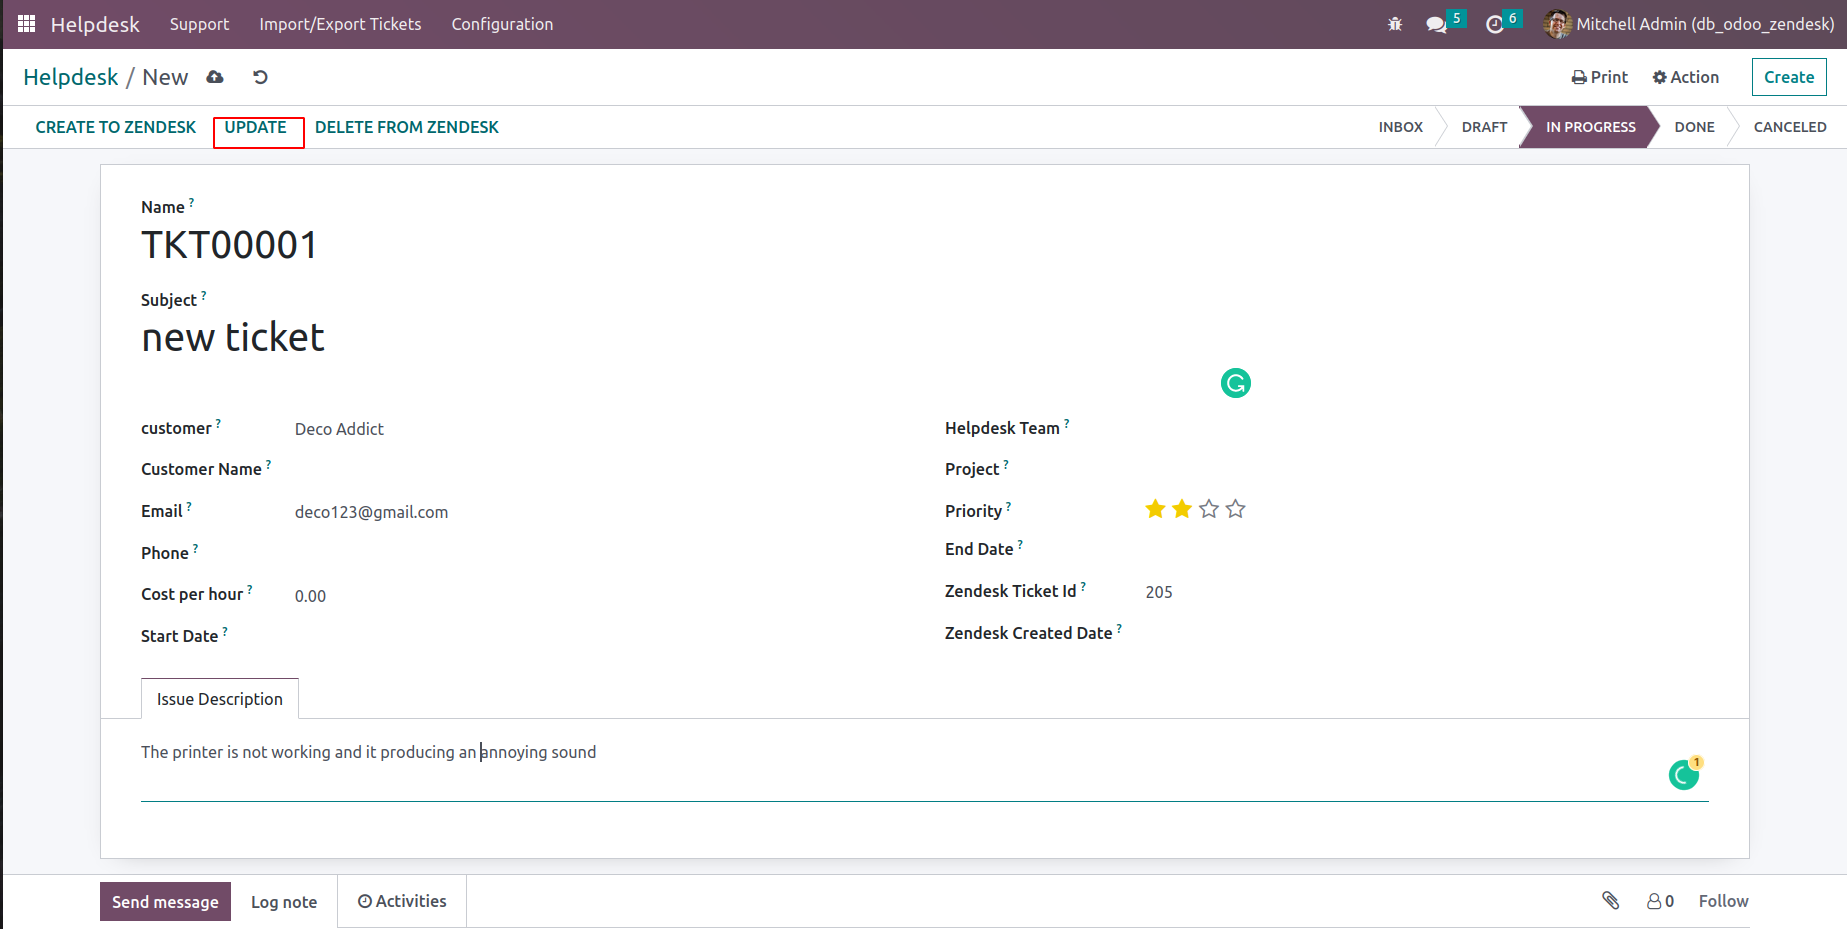 Helpdesk Support Import/Export Tickets Configuration 5 6 Mitchell Admin (db_odoo_zendesk)
Helpdesk / New Print Action Create
CREATE TO ZENDESK UPDATE DELETE FROM ZENDESK INBOX DRAFT IN PROGRESS DONE CANCELED
Name ?
TKT00001
Subject ?
new ticket
customer ? Deco Addict Helpdesk Team ?
Customer Name ? Project ?
Email ? deco123@gmail.com Priority ?
Phone ? End Date ?
Cost per hour ? 0.00 Zendesk Ticket Id ? 205
Start Date ? Zendesk Created Date ?
Issue Description
The printer is not working and it producing an annoying sound
1
Send message Log note Activities 0 Follow